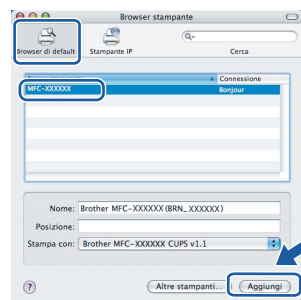 Browser stampante
Browser di default
Stampante IP
Q-
Cerca
Connessione
MFC-XXXXXX
Bonjour
Nome: Brother MFC-XXXXXX (BRN_XXXXXX)
Posizione:
Stampa con: Brother MFC-XXXXXX CUPS v1.1
?
Altre stampanti...
Aggiungi